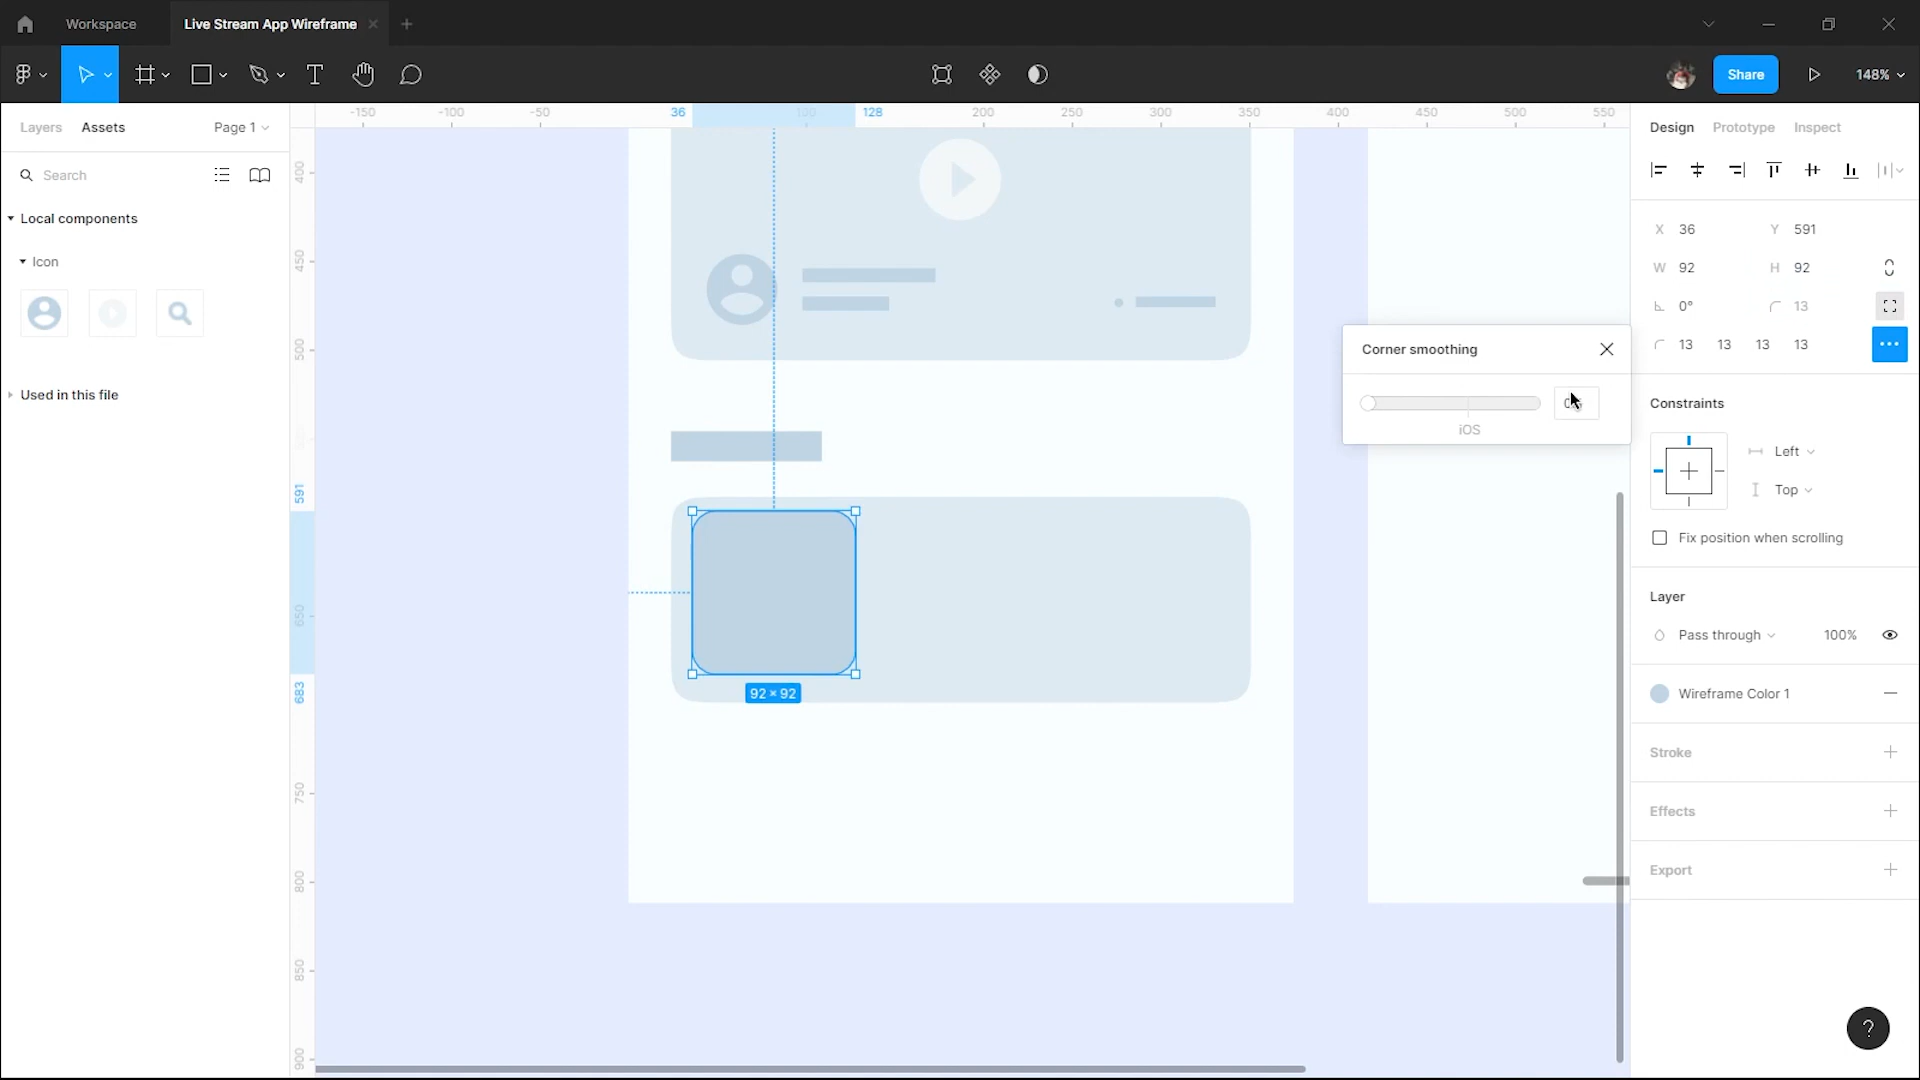 Workspace
Live Stream App Wireframe
Share
148%
Layers
Assets
Page 1
-150
-100
-50
36
100
128
200
250
300
350
400
450
500
550
Design
Prototype
Inspect
Search
Local components
Icon
Used in this file
400
450
500
591
650
683
750
800
850
900
92 × 92
X 36
Y 591
W 92
H 92
0°
13
13 13 13 13
Corner smoothing
iOS
Constraints
Left
Top
Fix position when scrolling
Layer
Pass through
100%
Wireframe Color 1
Stroke
Effects
Export
?